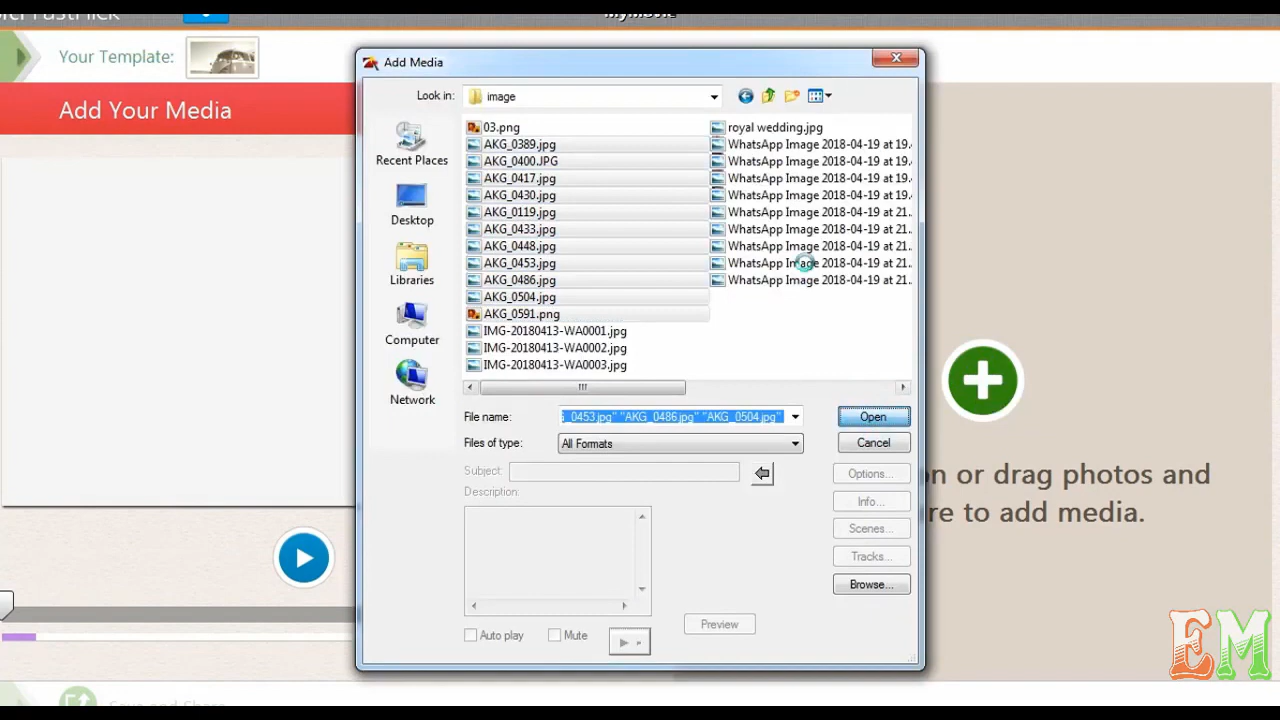 MyMovie
Your Template:
Add Your Media
Add Media
Look in:
image
Recent Places
Desktop
Libraries
Computer
Network
03.png
AKG_0389.jpg
AKG_0400.JPG
AKG_0417.jpg
AKG_0430.jpg
AKG_0119.jpg
AKG_0433.jpg
AKG_0448.jpg
AKG_0453.jpg
AKG_0486.jpg
AKG_0504.jpg
AKG_0591.png
IMG-20180413-WA0001.jpg
IMG-20180413-WA0002.jpg
IMG-20180413-WA0003.jpg
royal wedding.jpg
WhatsApp Image 2018-04-19 at 19.
WhatsApp Image 2018-04-19 at 19.
WhatsApp Image 2018-04-19 at 19.
WhatsApp Image 2018-04-19 at 19.
WhatsApp Image 2018-04-19 at 21..
WhatsApp Image 2018-04-19 at 21..
WhatsApp Image 2018-04-19 at 21..
WhatsApp Image 2018-04-19 at 21..
WhatsApp Image 2018-04-19 at 21..
File name:
G_0453.jpg" "AKG_0486.jpg" "AKG_0504.jpg"
Open
Files of type:
All Formats
Cancel
Subject:
Description:
Options...
Info...
Scenes...
Tracks...
Browse...
Auto play
Mute
Preview
on or drag photos and
re to add media.
Save and Share
EM